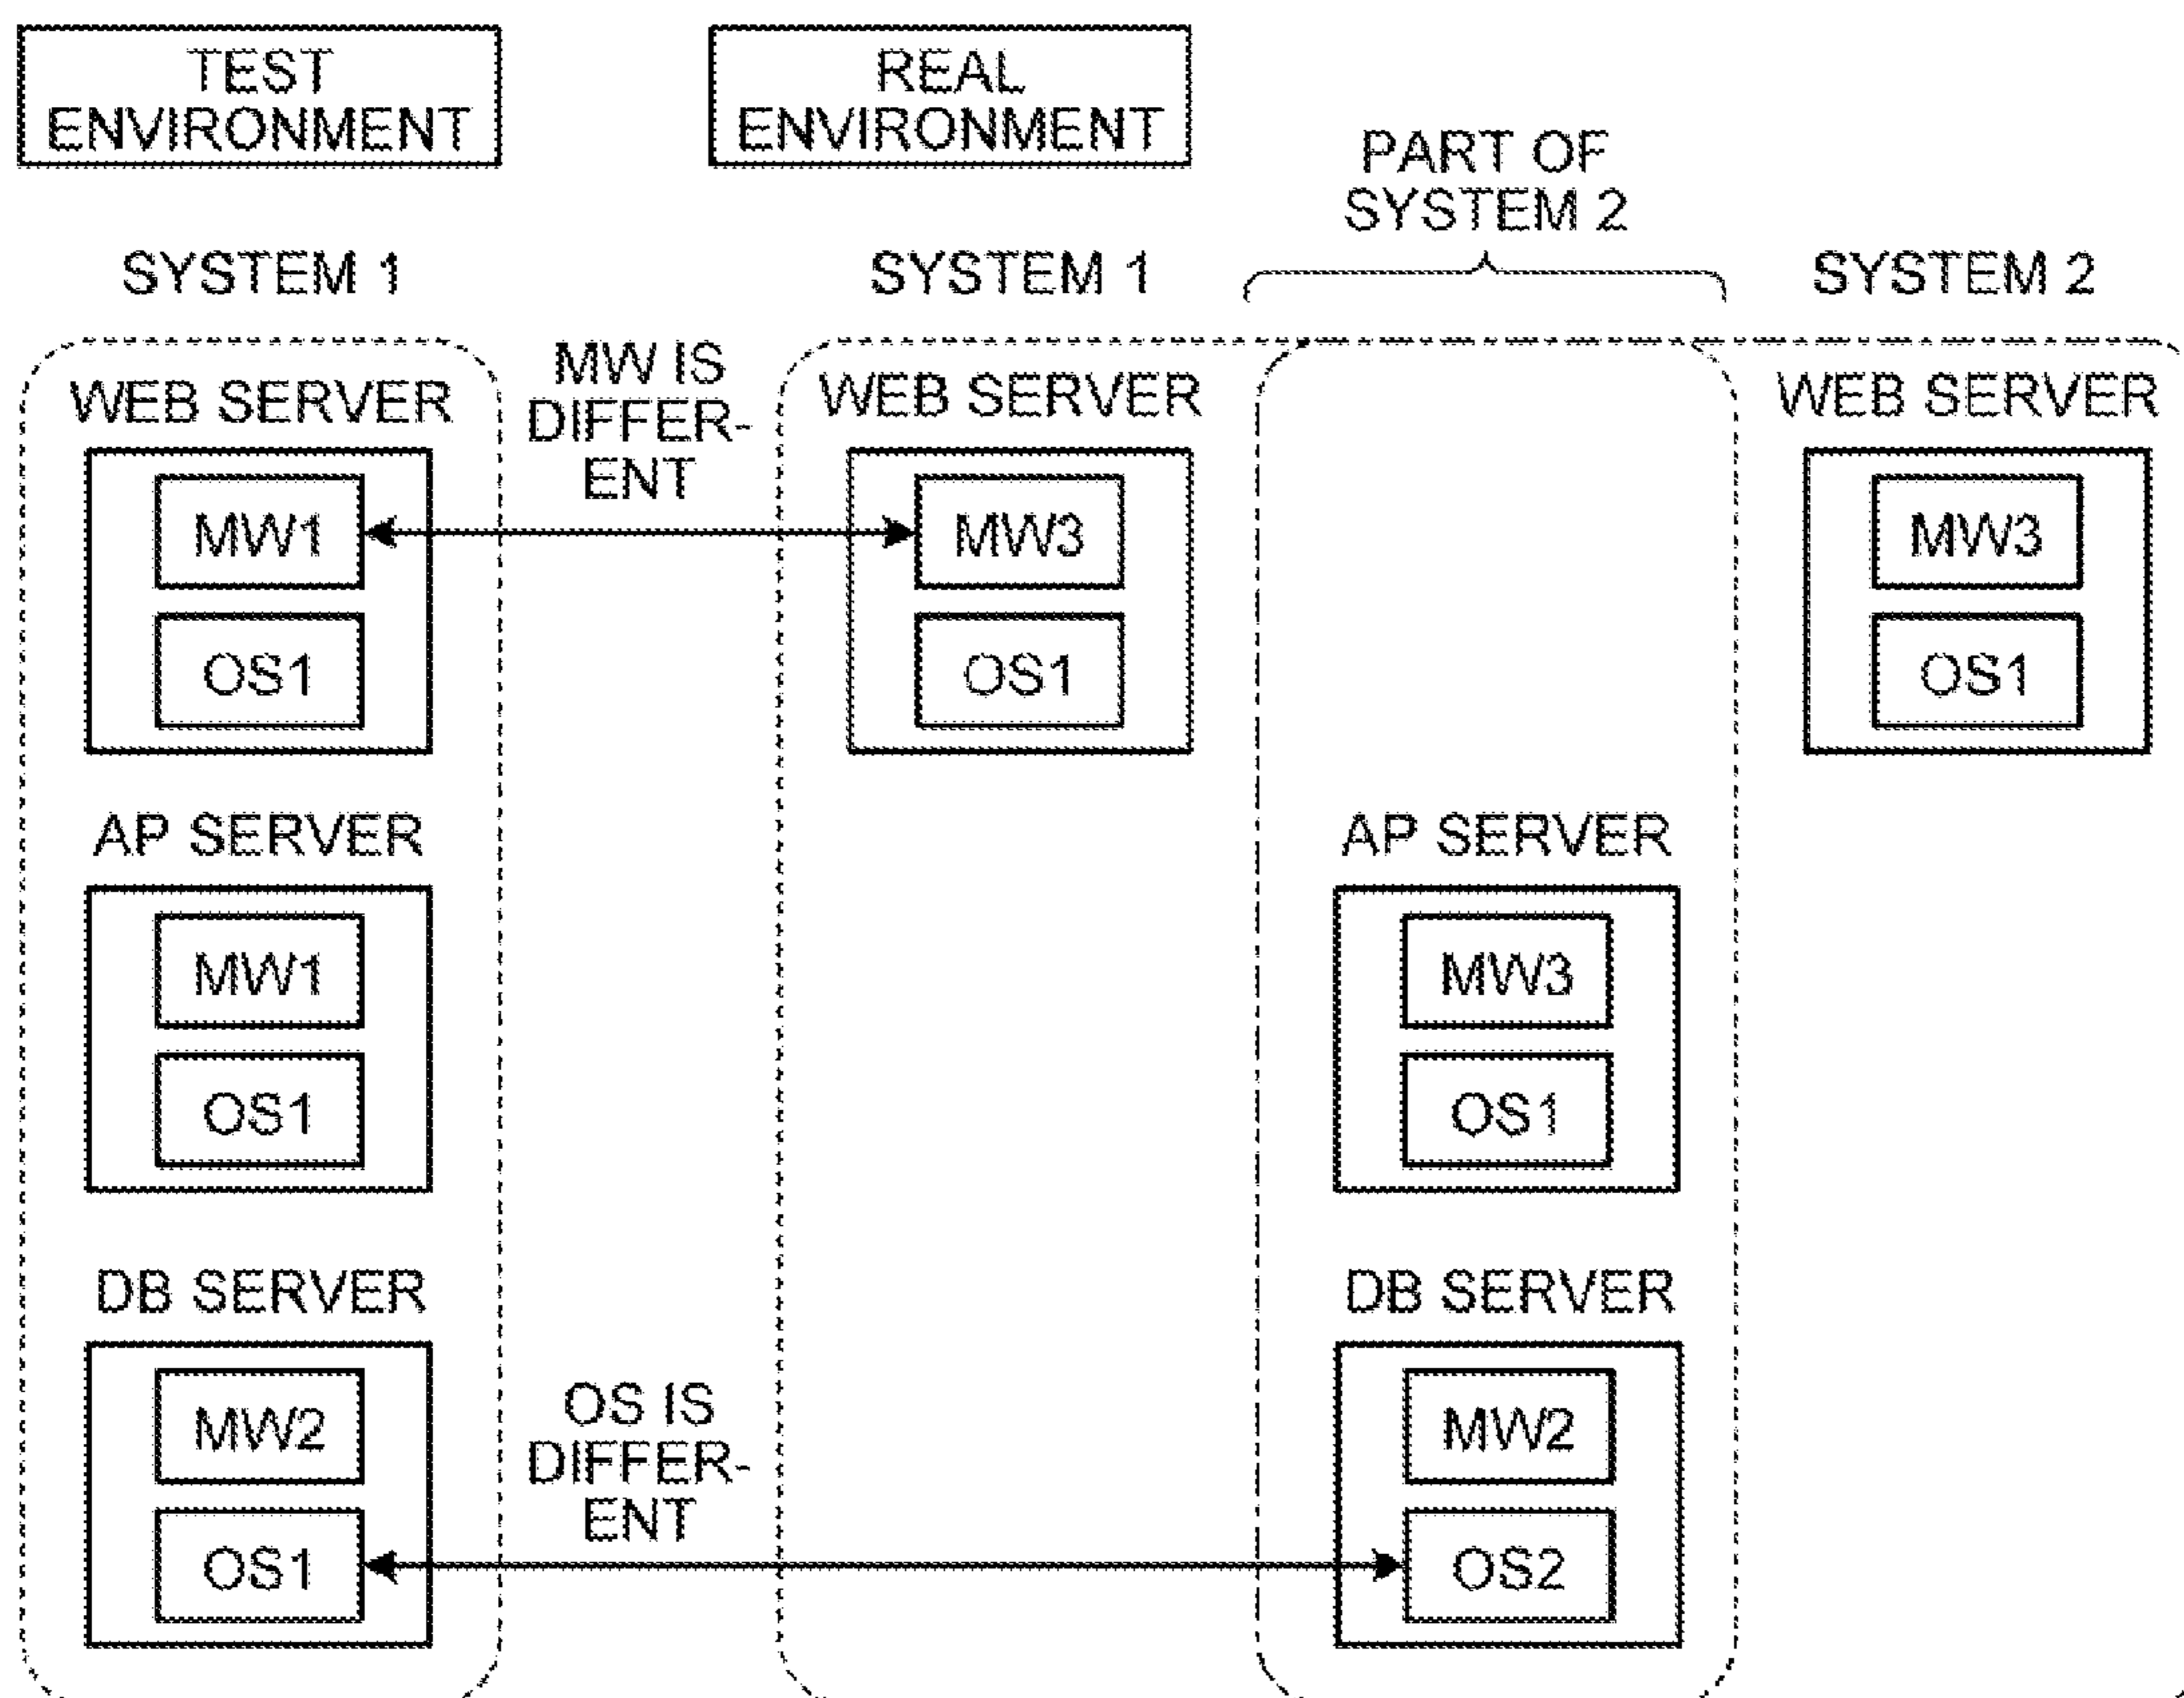 TEST
ENVIRONMENT
REAL
ENVIRONMENT
PART OF
SYSTEM 2
SYSTEM 1
SYSTEM 1
SYSTEM 2
WEB SERVER
MW1
OS1
MW IS
DIFFER-
ENT
WEB SERVER
MW3
OS1
WEB SERVER
MW3
OS1
AP SERVER
MW1
OS1
AP SERVER
MW3
OS1
DB SERVER
MW2
OS1
OS IS
DIFFER-
ENT
DB SERVER
MW2
OS2